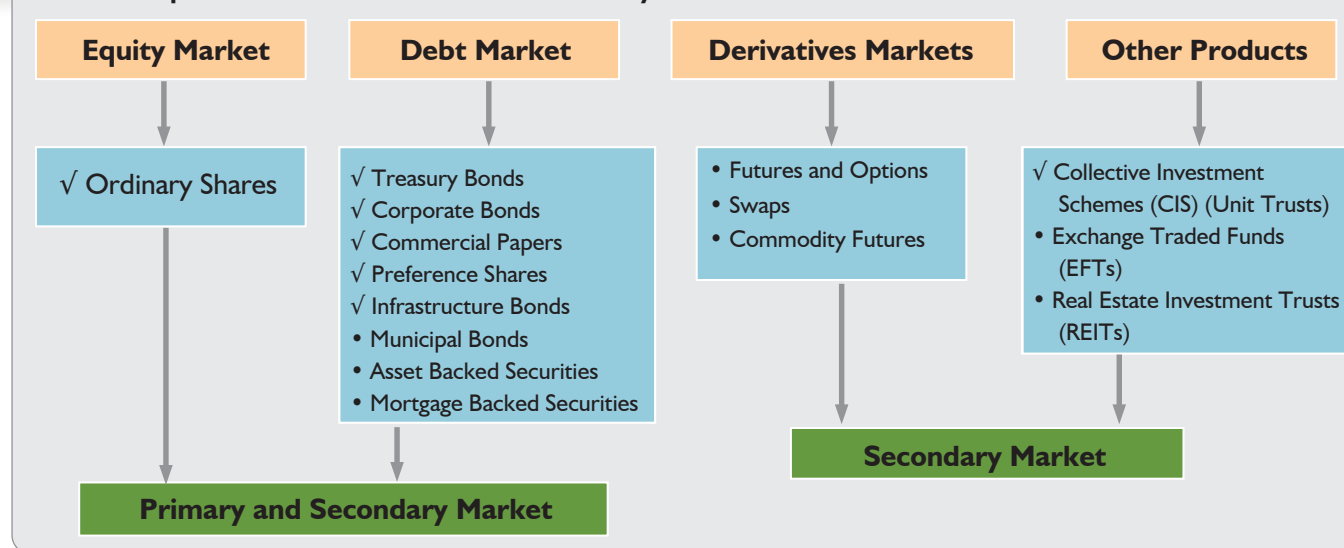 Equity Market
Debt Market
Derivatives Markets
Other Products
√ Ordinary Shares
√ Treasury Bonds
√ Corporate Bonds
√ Commercial Papers
√ Preference Shares
√ Infrastructure Bonds
• Municipal Bonds
• Asset Backed Securities
• Mortgage Backed Securities
• Futures and Options
• Swaps
• Commodity Futures
√ Collective Investment
Schemes (CIS) (Unit Trusts)
• Exchange Traded Funds
(EFTs)
• Real Estate Investment Trusts
(REITs)
Secondary Market
Primary and Secondary Market